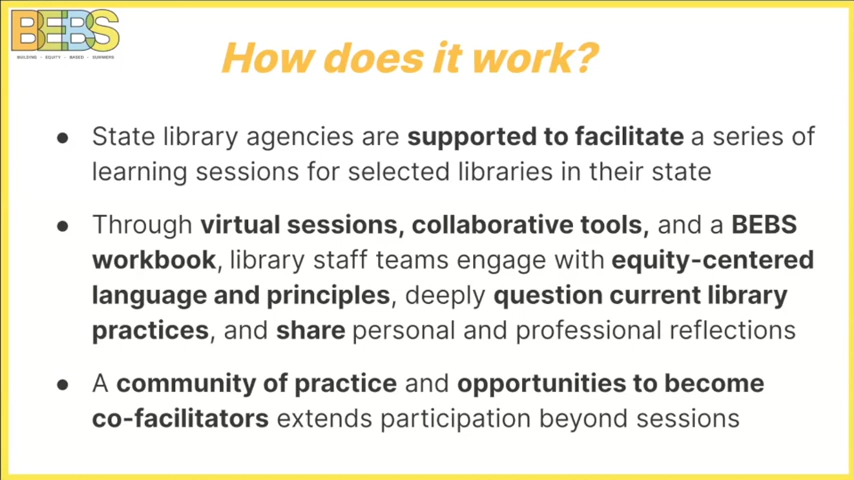 BEBS
BUILDING · EQUITY · BASED · SUMMERS
How does it work?
● State library agencies are supported to facilitate a series of
learning sessions for selected libraries in their state
● Through virtual sessions, collaborative tools, and a BEBS
workbook, library staff teams engage with equity-centered
language and principles, deeply question current library
practices, and share personal and professional reflections
● A community of practice and opportunities to become
co-facilitators extends participation beyond sessions